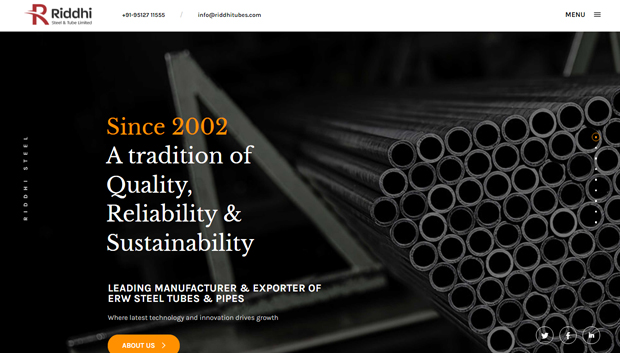 Riddhi
Steel & Tube Limited
+91-95127 11555 / info@riddhitubes.com
MENU
RIDDHI STEEL
Since 2002
A tradition of
Quality,
Reliability &
Sustainability
LEADING MANUFACTURER & EXPORTER OF
ERW STEEL TUBES & PIPES
Where latest technology and innovation drives growth
ABOUT US